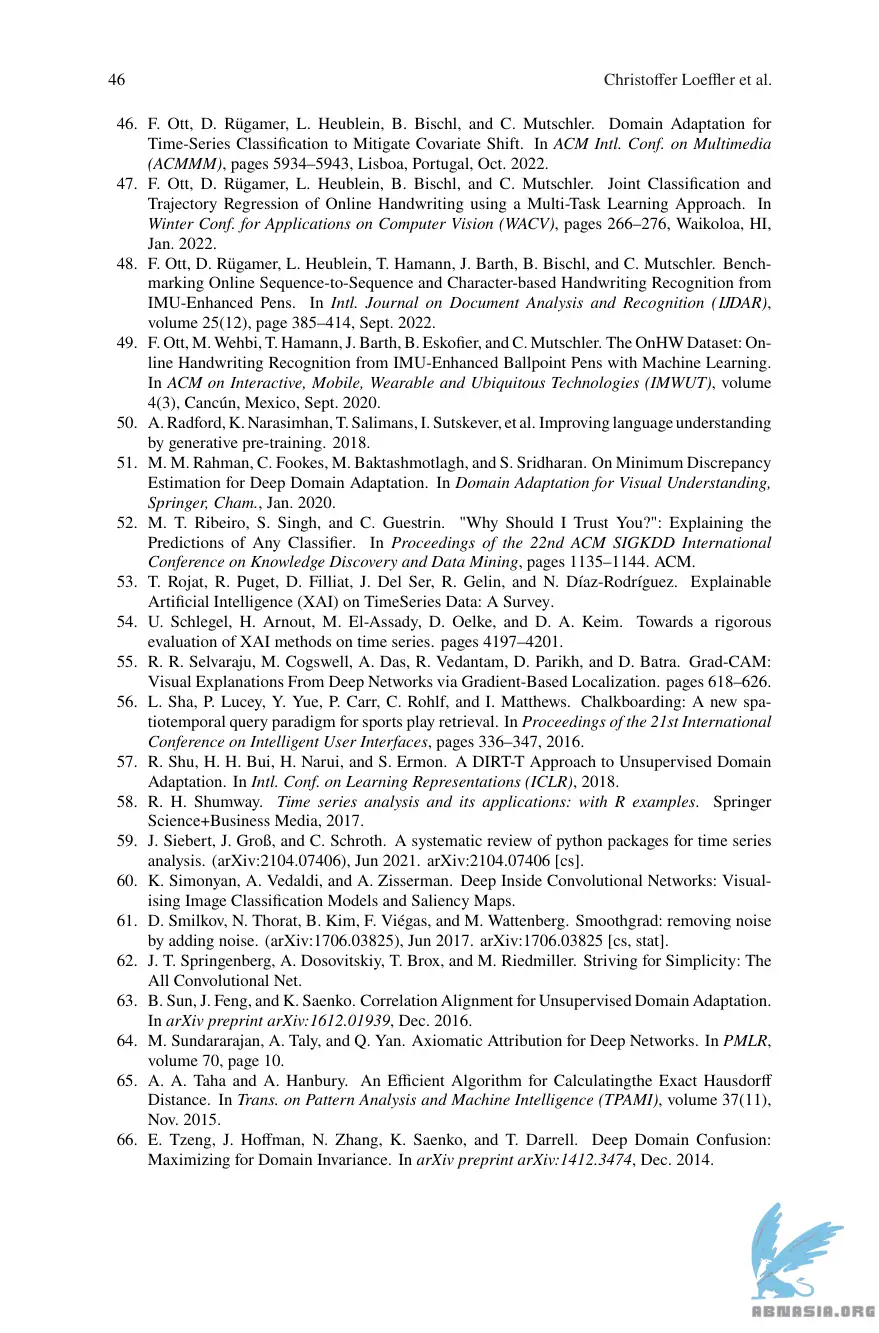 46
Christoffer Loeffler et al.
46. F. Ott, D. Rügamer, L. Heublein, B. Bischl, and C. Mutschler. Domain Adaptation for
Time-Series Classification to Mitigate Covariate Shift. In ACM Intl. Conf. on Multimedia
(ACMMM), pages 5934–5943, Lisboa, Portugal, Oct. 2022.
47. F. Ott, D. Rügamer, L. Heublein, B. Bischl, and C. Mutschler. Joint Classification and
Trajectory Regression of Online Handwriting using a Multi-Task Learning Approach. In
Winter Conf. for Applications on Computer Vision (WACV), pages 266–276, Waikoloa, HI,
Jan. 2022.
48. F. Ott, D. Rügamer, L. Heublein, T. Hamann, J. Barth, B. Bischl, and C. Mutschler. Bench-
marking Online Sequence-to-Sequence and Character-based Handwriting Recognition from
IMU-Enhanced Pens. In Intl. Journal on Document Analysis and Recognition (IJDAR),
volume 25(12), page 385–414, Sept. 2022.
49. F. Ott, M. Wehbi, T. Hamann, J. Barth, B. Eskofier, and C. Mutschler. The OnHW Dataset: On-
line Handwriting Recognition from IMU-Enhanced Ballpoint Pens with Machine Learning.
In ACM on Interactive, Mobile, Wearable and Ubiquitous Technologies (IMWUT), volume
4(3), Cancún, Mexico, Sept. 2020.
50. A. Radford, K. Narasimhan, T. Salimans, I. Sutskever, et al. Improving language understanding
by generative pre-training. 2018.
51. M. M. Rahman, C. Fookes, M. Baktashmotlagh, and S. Sridharan. On Minimum Discrepancy
Estimation for Deep Domain Adaptation. In Domain Adaptation for Visual Understanding,
Springer, Cham., Jan. 2020.
52. M. T. Ribeiro, S. Singh, and C. Guestrin. "Why Should I Trust You?": Explaining the
Predictions of Any Classifier. In Proceedings of the 22nd ACM SIGKDD International
Conference on Knowledge Discovery and Data Mining, pages 1135–1144. ACM.
53. T. Rojat, R. Puget, D. Filliat, J. Del Ser, R. Gelin, and N. Díaz-Rodríguez. Explainable
Artificial Intelligence (XAI) on TimeSeries Data: A Survey.
54. U. Schlegel, H. Arnout, M. El-Assady, D. Oelke, and D. A. Keim. Towards a rigorous
evaluation of XAI methods on time series. pages 4197–4201.
55. R. R. Selvaraju, M. Cogswell, A. Das, R. Vedantam, D. Parikh, and D. Batra. Grad-CAM:
Visual Explanations From Deep Networks via Gradient-Based Localization. pages 618–626.
56. L. Sha, P. Lucey, Y. Yue, P. Carr, C. Rohlf, and I. Matthews. Chalkboarding: A new spa-
tiotemporal query paradigm for sports play retrieval. In Proceedings of the 21st International
Conference on Intelligent User Interfaces, pages 336–347, 2016.
57. R. Shu, H. H. Bui, H. Narui, and S. Ermon. A DIRT-T Approach to Unsupervised Domain
Adaptation. In Intl. Conf. on Learning Representations (ICLR), 2018.
58. R. H. Shumway. Time series analysis and its applications: with R examples. Springer
Science+Business Media, 2017.
59. J. Siebert, J. Groß, and C. Schroth. A systematic review of python packages for time series
analysis. (arXiv:2104.07406), Jun 2021. arXiv:2104.07406 [cs].
60. K. Simonyan, A. Vedaldi, and A. Zisserman. Deep Inside Convolutional Networks: Visual-
ising Image Classification Models and Saliency Maps.
61. D. Smilkov, N. Thorat, B. Kim, F. Viégas, and M. Wattenberg. Smoothgrad: removing noise
by adding noise. (arXiv:1706.03825), Jun 2017. arXiv:1706.03825 [cs, stat].
62. J. T. Springenberg, A. Dosovitskiy, T. Brox, and M. Riedmiller. Striving for Simplicity: The
All Convolutional Net.
63. B. Sun, J. Feng, and K. Saenko. Correlation Alignment for Unsupervised Domain Adaptation.
In arXiv preprint arXiv:1612.01939, Dec. 2016.
64. M. Sundararajan, A. Taly, and Q. Yan. Axiomatic Attribution for Deep Networks. In PMLR,
volume 70, page 10.
65. A. A. Taha and A. Hanbury. An Efficient Algorithm for Calculatingthe Exact Hausdorff
Distance. In Trans. on Pattern Analysis and Machine Intelligence (TPAMI), volume 37(11),
Nov. 2015.
66. E. Tzeng, J. Hoffman, N. Zhang, K. Saenko, and T. Darrell. Deep Domain Confusion:
Maximizing for Domain Invariance. In arXiv preprint arXiv:1412.3474, Dec. 2014.
ABNASIA.ORG